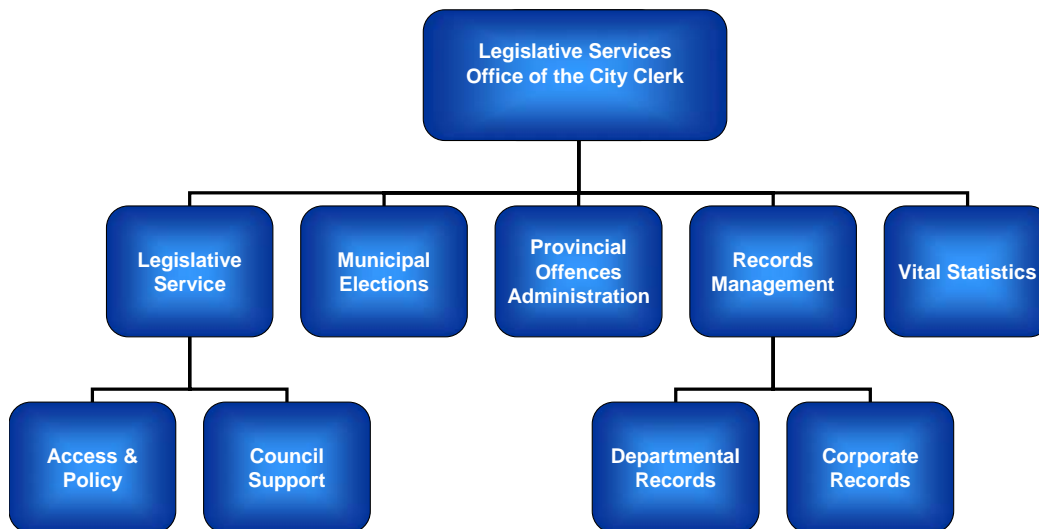 Legislative Services
Office of the City Clerk
Legislative
Service
Municipal
Elections
Provincial
Offences
Administration
Records
Management
Vital Statistics
Access &
Policy
Council
Support
Departmental
Records
Corporate
Records